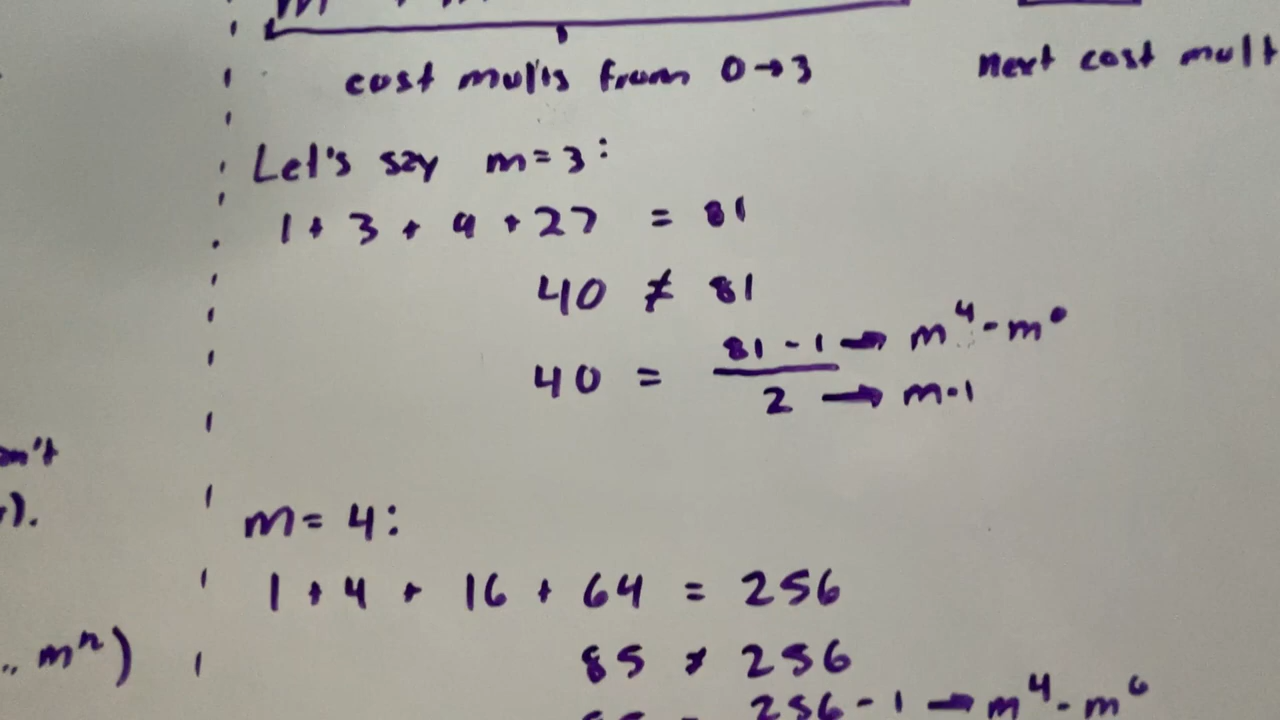 cost mults from 0→3
next cost mult
Let's say m=3:
1 + 3 + 9 + 27 = 81
40 ≠ 81
40 = 81 - 1 → m⁴ - m⁰
2 → m-1
m = 4:
1 + 4 + 16 + 64 = 256
85 ≠ 256
256 - 1 → m⁴ - m⁰
.. mⁿ)